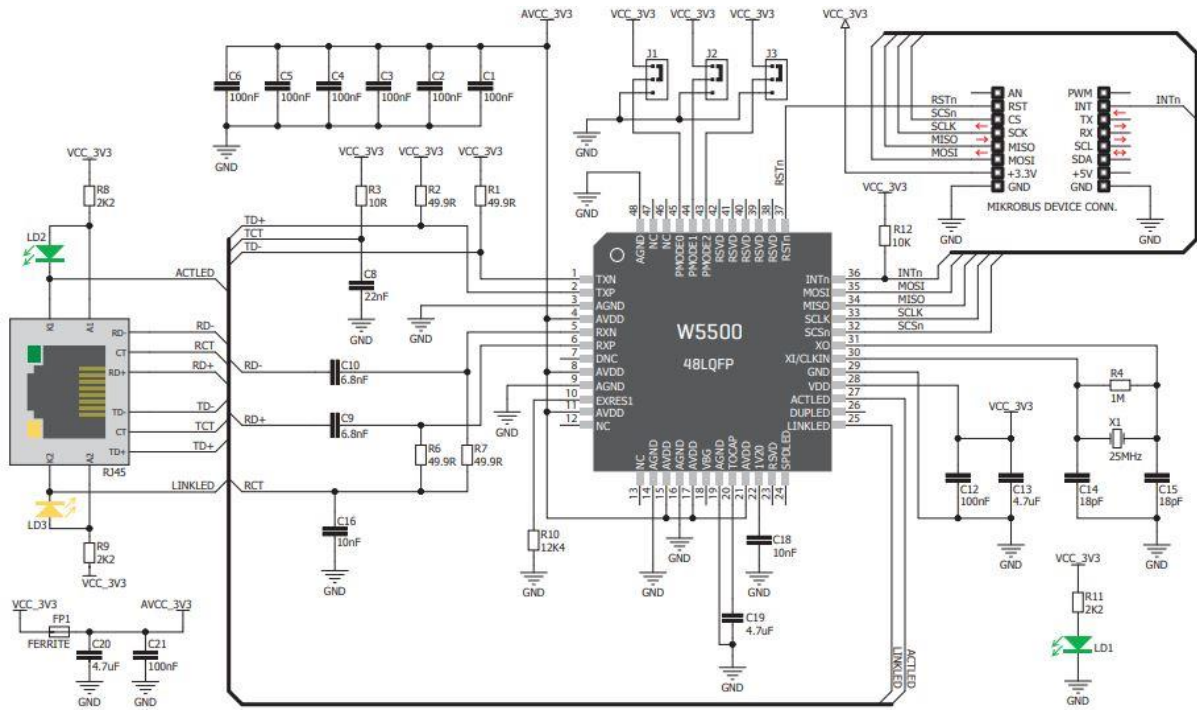 AVCC_3V3
VCC_3V3
VCC_3V3
VCC_3V3
VCC_3V3
J1
J2
J3
C6
100nF
C5
100nF
C4
100nF
C3
100nF
C2
100nF
C1
100nF
GND
GND
RSTn
SCSn
SCLK
MISO
MOSI
AN
RST
CS
SCK
MISO
MOSI
+3.3V
GND
PWM
INT
TX
RX
SCL
SDA
+5V
GND
INTn
MIKROBUS DEVICE CONN.
GND
GND
VCC_3V3
R8
2K2
LD2
ACTLED
VCC_3V3
VCC_3V3
VCC_3V3
R3
10R
R2
49.9R
R1
49.9R
TD+
TCT
TD-
C8
22nF
GND
GND
GND
RSTn
VCC_3V3
R12
10K
48 47 46 45 44 43 42 41 40 39 38 37
AGND
NC
NC
PMODE0
PMODE1
PMODE2
RSVD
RSVD
RSVD
RSVD
RSVD
RSTn
W5500
48LQFP
1 TXN
2 TXP
3 AGND
4 AVDD
5 RXN
6 RXP
7 DNC
8 AVDD
9 AGND
10 EXRES1
11 AVDD
12 NC
INTn 36 INTn
MOSI 35 MOSI
MISO 34 MISO
SCLK 33 SCLK
SCSn 32 SCSn
XO 31
XI/CLKIN 30
GND 29
VDD 28
ACTLED 27
DUPLED 26
LINKLED 25
NC
AGND
AVDD
AGND
AVDD
VBG
AGND
TOCAP
AVDD
1V20
RSVD
SPDLED
13 14 15 16 17 18 19 20 21 22 23 24
K1
A1
RD-
CT
RD+
TD-
CT
TD+
K2
A2
RJ45
RD-
RCT
RD+
TD-
TCT
TD+
LINKLED
RD-
RD+
RCT
C10
6.8nF
C9
6.8nF
R6
49.9R
R7
49.9R
C16
10nF
GND
GND
R10
12K4
GND
GND
GND
C18
10nF
GND
C19
4.7uF
GND
R4
1M
X1
25MHz
VCC_3V3
C12
100nF
C13
4.7uF
C14
18pF
C15
18pF
GND
GND
LD3
R9
2K2
VCC_3V3
VCC_3V3
FP1
FERRITE
AVCC_3V3
C20
4.7uF
C21
100nF
GND
GND
LINKLED
ACTLED
VCC_3V3
R11
2K2
LD1
GND